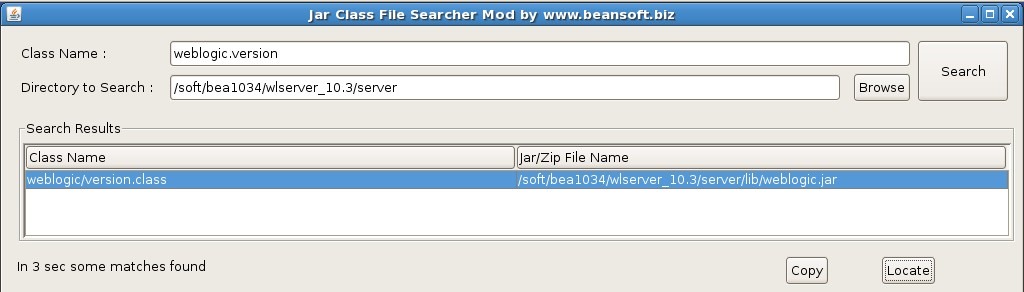 Jar Class File Searcher Mod by www.beansoft.biz
Class Name : weblogic.version
Search
Directory to Search : /soft/bea1034/wlserver_10.3/server Browse
Search Results
Class Name Jar/Zip File Name
weblogic/version.class /soft/bea1034/wlserver_10.3/server/lib/weblogic.jar
In 3 sec some matches found Copy Locate